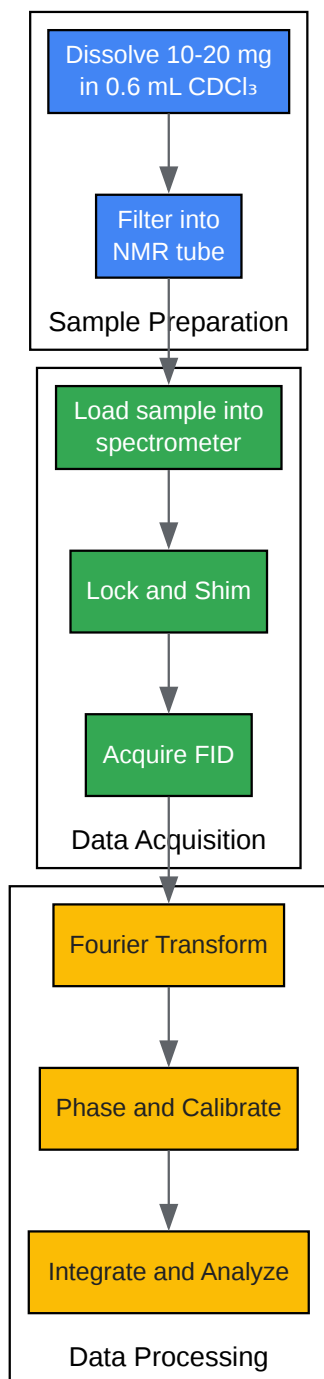 Dissolve 10-20 mg
in 0.6 mL CDCl₃
Filter into
NMR tube
Sample Preparation
Load sample into
spectrometer
Lock and Shim
Acquire FID
Data Acquisition
Fourier Transform
Phase and Calibrate
Integrate and Analyze
Data Processing